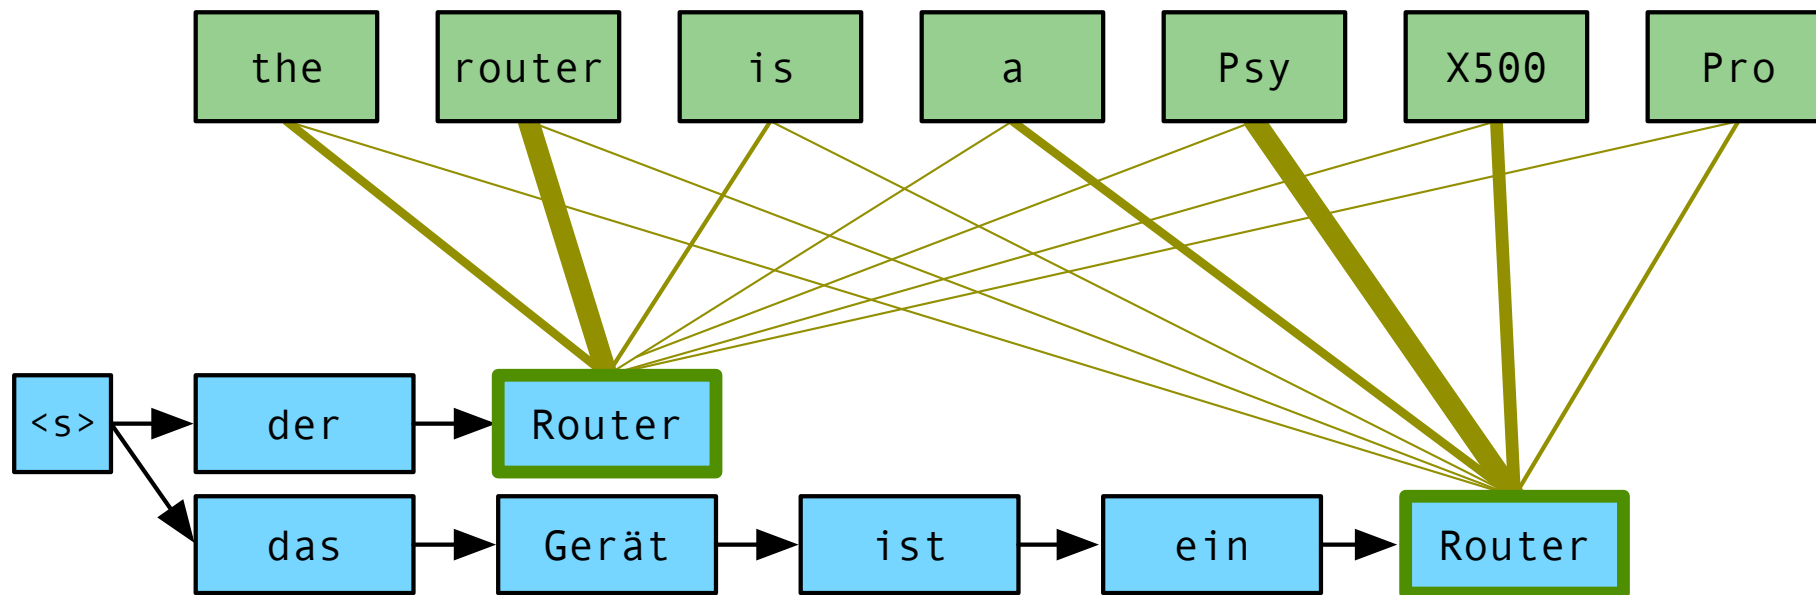 the router is a Psy X500 Pro
<s> der Router
das Gerät ist ein Router